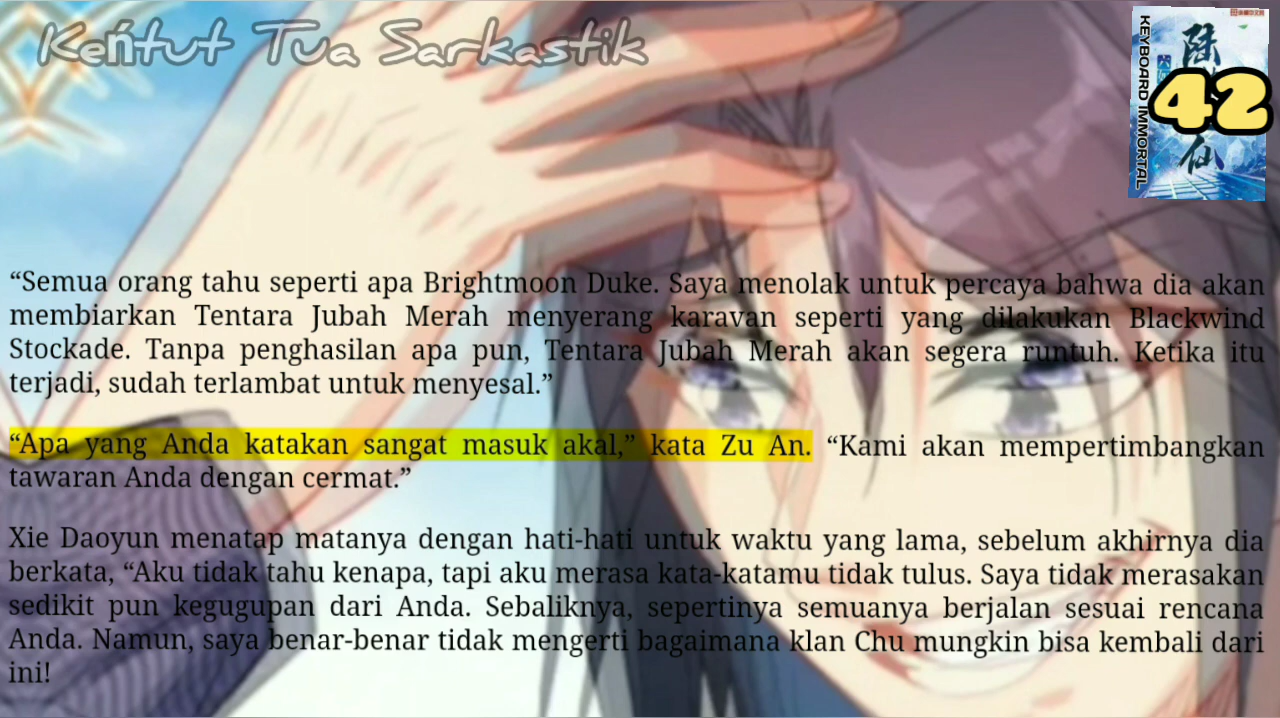 Kentut Tua Sarkastik
KEYBOARD IMMORTAL
42
仙
“Semua orang tahu seperti apa Brightmoon Duke. Saya menolak untuk percaya bahwa dia akan
membiarkan Tentara Jubah Merah menyerang karavan seperti yang dilakukan Blackwind
Stockade. Tanpa penghasilan apa pun, Tentara Jubah Merah akan segera runtuh. Ketika itu
terjadi, sudah terlambat untuk menyesal.”
“Apa yang Anda katakan sangat masuk akal,” kata Zu An. “Kami akan mempertimbangkan
tawaran Anda dengan cermat.”
Xie Daoyun menatap matanya dengan hati-hati untuk waktu yang lama, sebelum akhirnya dia
berkata, “Aku tidak tahu kenapa, tapi aku merasa kata-katamu tidak tulus. Saya tidak merasakan
sedikit pun kegugupan dari Anda. Sebaliknya, sepertinya semuanya berjalan sesuai rencana
Anda. Namun, saya benar-benar tidak mengerti bagaimana klan Chu mungkin bisa kembali dari
ini!